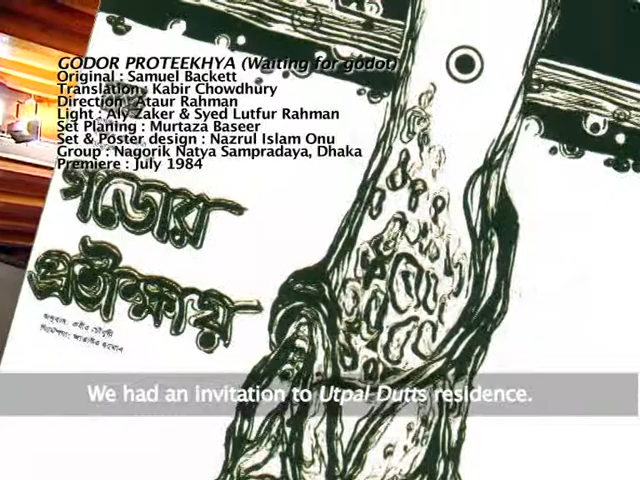 GODOR PROTEEKHYA (Waiting for godot)
Original : Samuel Backett
Translation : Kabir Chowdhury
Direction : Ataur Rahman
Light : Aly Zaker & Syed Lutfur Rahman
Set Planing : Murtaza Baseer
Set & Poster design : Nazrul Islam Onu
Group : Nagorik Natya Sampradaya, Dhaka
Premiere : July 1984
গডোর
প্রতীক্ষায়
অনুবাদ: কবীর চৌধুরী
We had an invitation to Utpal Dutts residence.